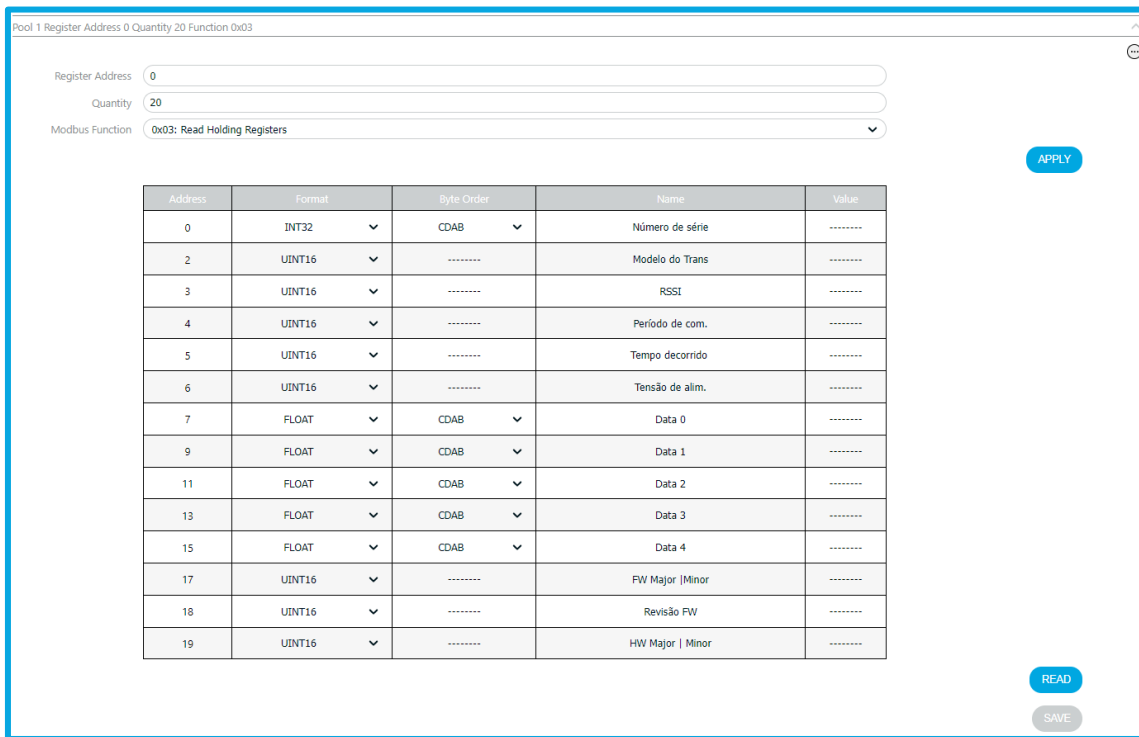 Pool 1 Register Address 0 Quantity 20 Function 0x03
Register Address 0
Quantity 20
Modbus Function 0x03: Read Holding Registers
APPLY
Address Format Byte Order Name Value
0 INT32 CDAB Número de série --------
2 UINT16 -------- Modelo do Trans --------
3 UINT16 -------- RSSI --------
4 UINT16 -------- Período de com. --------
5 UINT16 -------- Tempo decorrido --------
6 UINT16 -------- Tensão de alim. --------
7 FLOAT CDAB Data 0 --------
9 FLOAT CDAB Data 1 --------
11 FLOAT CDAB Data 2 --------
13 FLOAT CDAB Data 3 --------
15 FLOAT CDAB Data 4 --------
17 UINT16 -------- FW Major |Minor --------
18 UINT16 -------- Revisão FW --------
19 UINT16 -------- HW Major | Minor --------
READ
SAVE